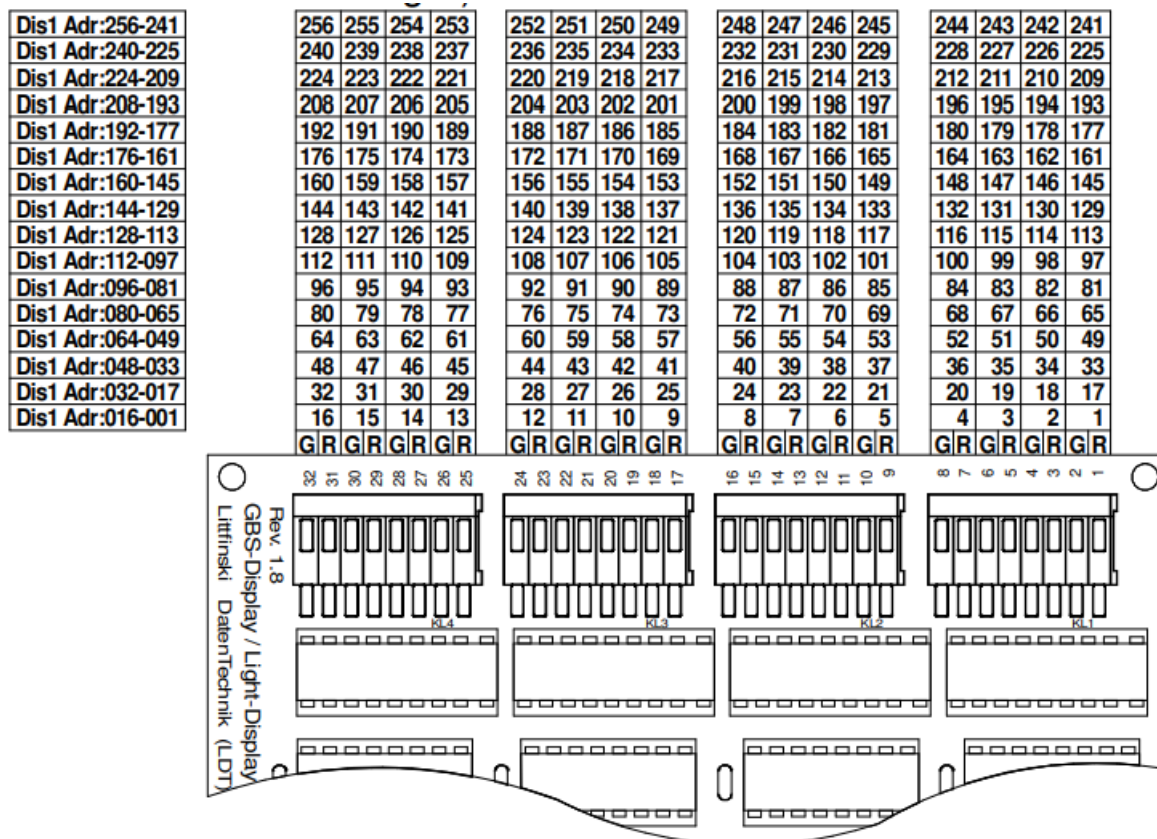 Dis1 Adr:256-241 256 255 254 253 252 251 250 249 248 247 246 245 244 243 242 241
Dis1 Adr:240-225 240 239 238 237 236 235 234 233 232 231 230 229 228 227 226 225
Dis1 Adr:224-209 224 223 222 221 220 219 218 217 216 215 214 213 212 211 210 209
Dis1 Adr:208-193 208 207 206 205 204 203 202 201 200 199 198 197 196 195 194 193
Dis1 Adr:192-177 192 191 190 189 188 187 186 185 184 183 182 181 180 179 178 177
Dis1 Adr:176-161 176 175 174 173 172 171 170 169 168 167 166 165 164 163 162 161
Dis1 Adr:160-145 160 159 158 157 156 155 154 153 152 151 150 149 148 147 146 145
Dis1 Adr:144-129 144 143 142 141 140 139 138 137 136 135 134 133 132 131 130 129
Dis1 Adr:128-113 128 127 126 125 124 123 122 121 120 119 118 117 116 115 114 113
Dis1 Adr:112-097 112 111 110 109 108 107 106 105 104 103 102 101 100 99 98 97
Dis1 Adr:096-081 96 95 94 93 92 91 90 89 88 87 86 85 84 83 82 81
Dis1 Adr:080-065 80 79 78 77 76 75 74 73 72 71 70 69 68 67 66 65
Dis1 Adr:064-049 64 63 62 61 60 59 58 57 56 55 54 53 52 51 50 49
Dis1 Adr:048-033 48 47 46 45 44 43 42 41 40 39 38 37 36 35 34 33
Dis1 Adr:032-017 32 31 30 29 28 27 26 25 24 23 22 21 20 19 18 17
Dis1 Adr:016-001 16 15 14 13 12 11 10 9 8 7 6 5 4 3 2 1
G R G R G R G R G R G R G R G R G R G R G R G R G R G R G R G R
32 31 30 29 28 27 26 25 24 23 22 21 20 19 18 17 16 15 14 13 12 11 10 9 8 7 6 5 4 3 2 1
Rev. 1.8
GBS-Display / Light-Display
Littfinski DatenTechnik (LDT)
KL4 KL3 KL2 KL1